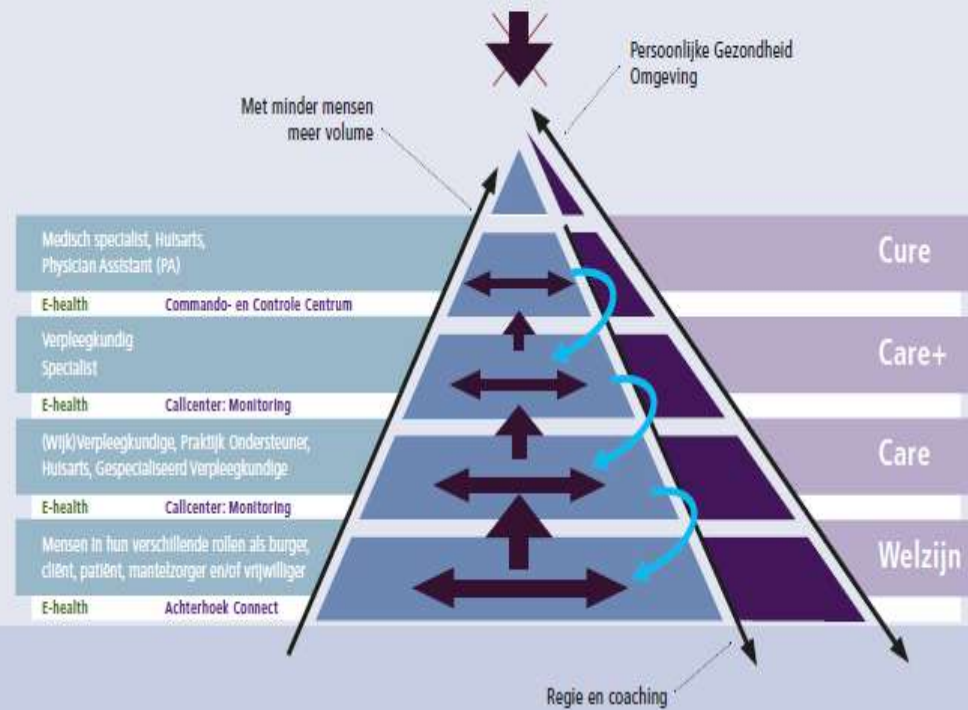 Persoonlijke Gezondheid
Omgeving
Met minder mensen
meer volume
Medisch specialist, Huisarts,
Physician Assistant (PA)
Cure
E-health Commando- en Controle Centrum
Verpleegkundig
Specialist
Care+
E-health Callcenter: Monitoring
(Wijk)Verpleegkundige, Praktijk Ondersteuner,
Huisarts, Gespecialiseerd Verpleegkundige
Care
E-health Callcenter: Monitoring
Mensen in hun verschillende rollen als burger,
cliënt, patiënt, mantelzorger en/of vrijwilliger
Welzijn
E-health Achterhoek Connect
Regie en coaching